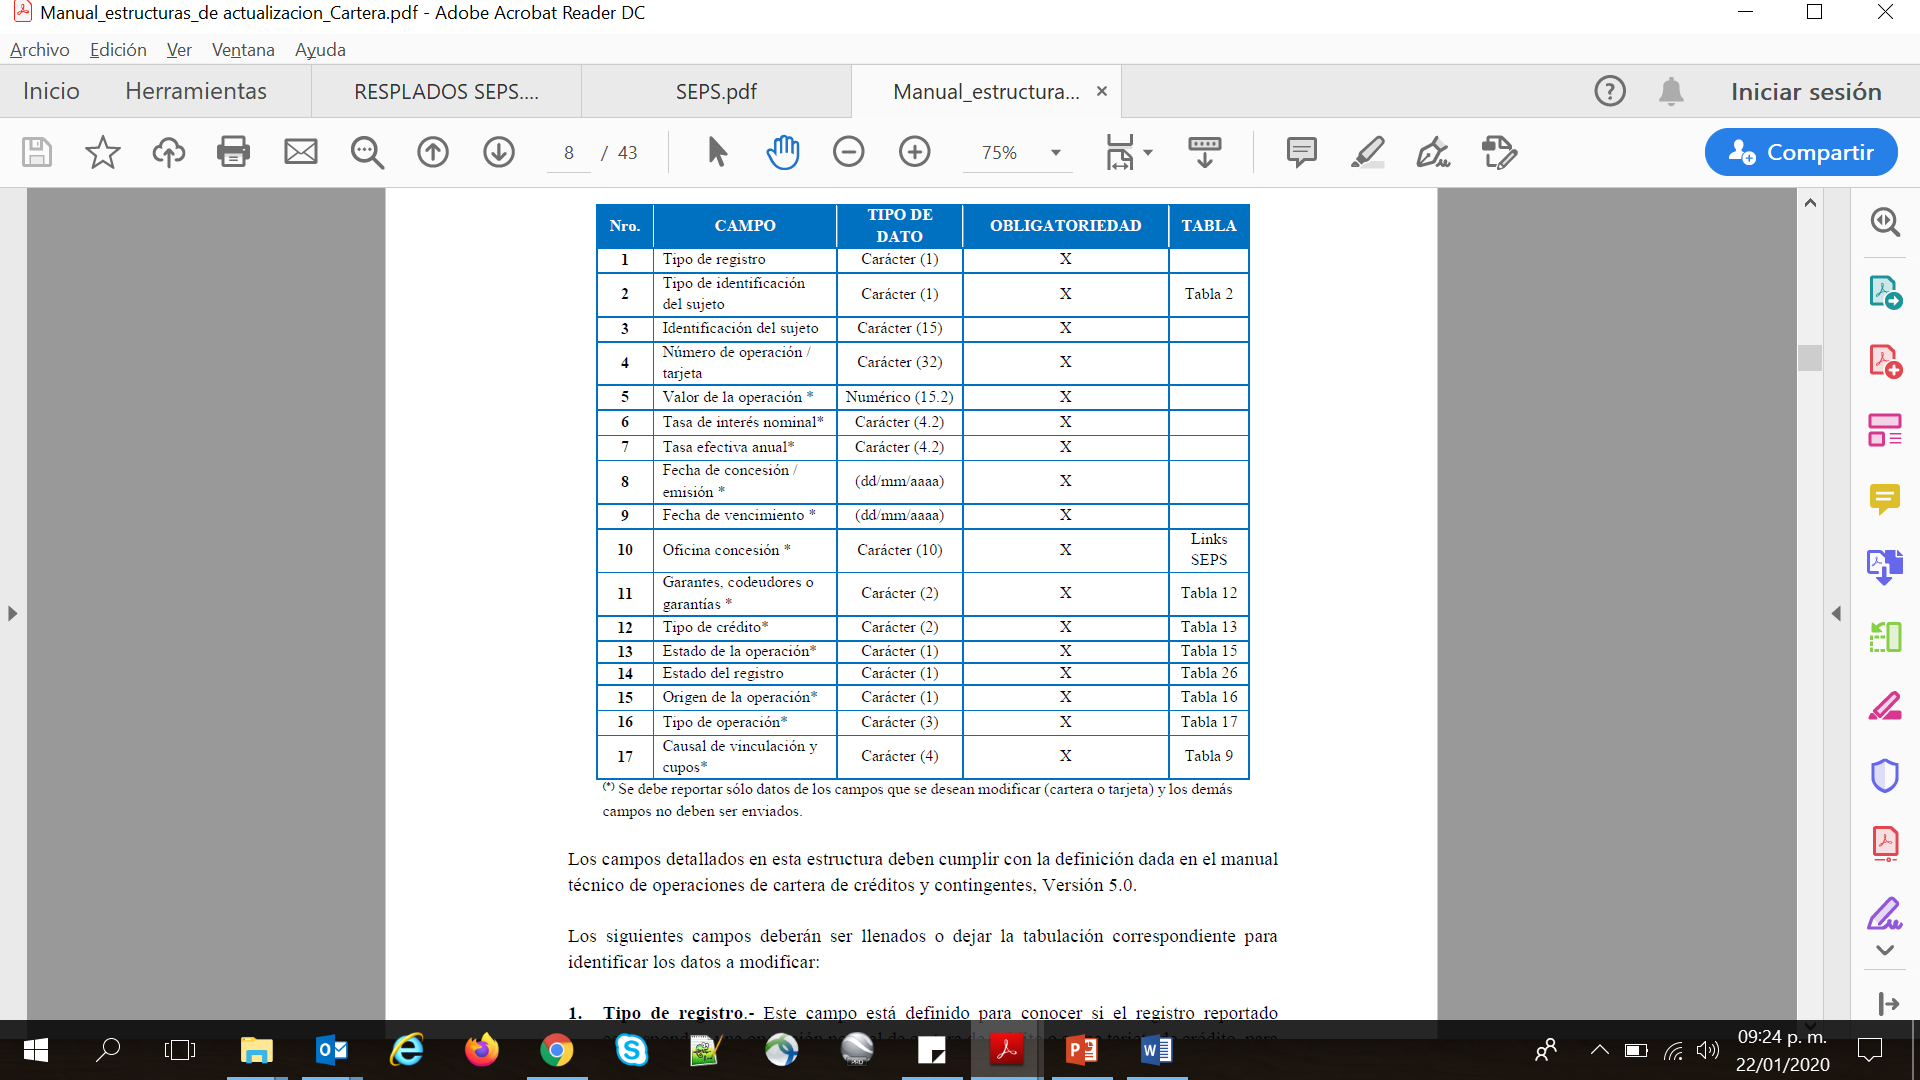 Manual_estructuras_de actualizacion_Cartera.pdf - Adobe Acrobat Reader DC
Archivo Edición Ver Ventana Ayuda
Inicio Herramientas RESPLADOS SEPS.... SEPS.pdf Manual_estructura... × Iniciar sesión
8 / 43 75% Compartir
Nro. CAMPO TIPO DE DATO OBLIGATORIEDAD TABLA
1 Tipo de registro Carácter (1) X
2 Tipo de identificación del sujeto Carácter (1) X Tabla 2
3 Identificación del sujeto Carácter (15) X
4 Número de operación / tarjeta Carácter (32) X
5 Valor de la operación * Numérico (15.2) X
6 Tasa de interés nominal* Carácter (4.2) X
7 Tasa efectiva anual* Carácter (4.2) X
8 Fecha de concesión / emisión * (dd/mm/aaaa) X
9 Fecha de vencimiento * (dd/mm/aaaa) X
10 Oficina concesión * Carácter (10) X Links SEPS
11 Garantes, codeudores o garantías * Carácter (2) X Tabla 12
12 Tipo de crédito* Carácter (2) X Tabla 13
13 Estado de la operación* Carácter (1) X Tabla 15
14 Estado del registro Carácter (1) X Tabla 26
15 Origen de la operación* Carácter (1) X Tabla 16
16 Tipo de operación* Carácter (3) X Tabla 17
17 Causal de vinculación y cupos* Carácter (4) X Tabla 9
(*) Se debe reportar sólo datos de los campos que se desean modificar (cartera o tarjeta) y los demás
campos no deben ser enviados.
Los campos detallados en esta estructura deben cumplir con la definición dada en el manual
técnico de operaciones de cartera de créditos y contingentes, Versión 5.0.
Los siguientes campos deberán ser llenados o dejar la tabulación correspondiente para
identificar los datos a modificar:
1. Tipo de registro.- Este campo está definido para conocer si el registro reportado
09:24 p. m.
22/01/2020